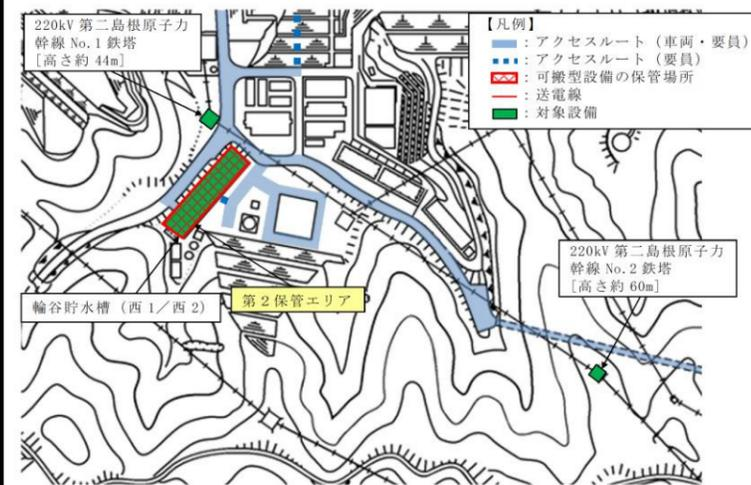 220kV 第二島根原子力
幹線 No.1 鉄塔
[高さ約 44m]
【凡例】
：アクセスルート（車両・要員）
：アクセスルート（要員）
：可搬型設備の保管場所
：送電線
：対象設備
220kV 第二島根原子力
幹線 No.2 鉄塔
[高さ約 60m]
輪谷貯水槽（西 1／西 2）
第２保管エリア